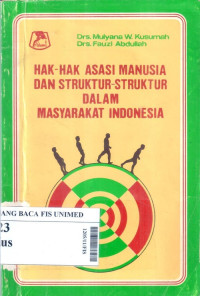 Drs. Mulyana W. Kusumah
Drs. Fauzi Abdullah
HAK-HAK ASASI MANUSIA
DAN STRUKTUR-STRUKTUR
DALAM
MASYARAKAT INDONESIA
ANG BACA FIS UNIMED
23
us